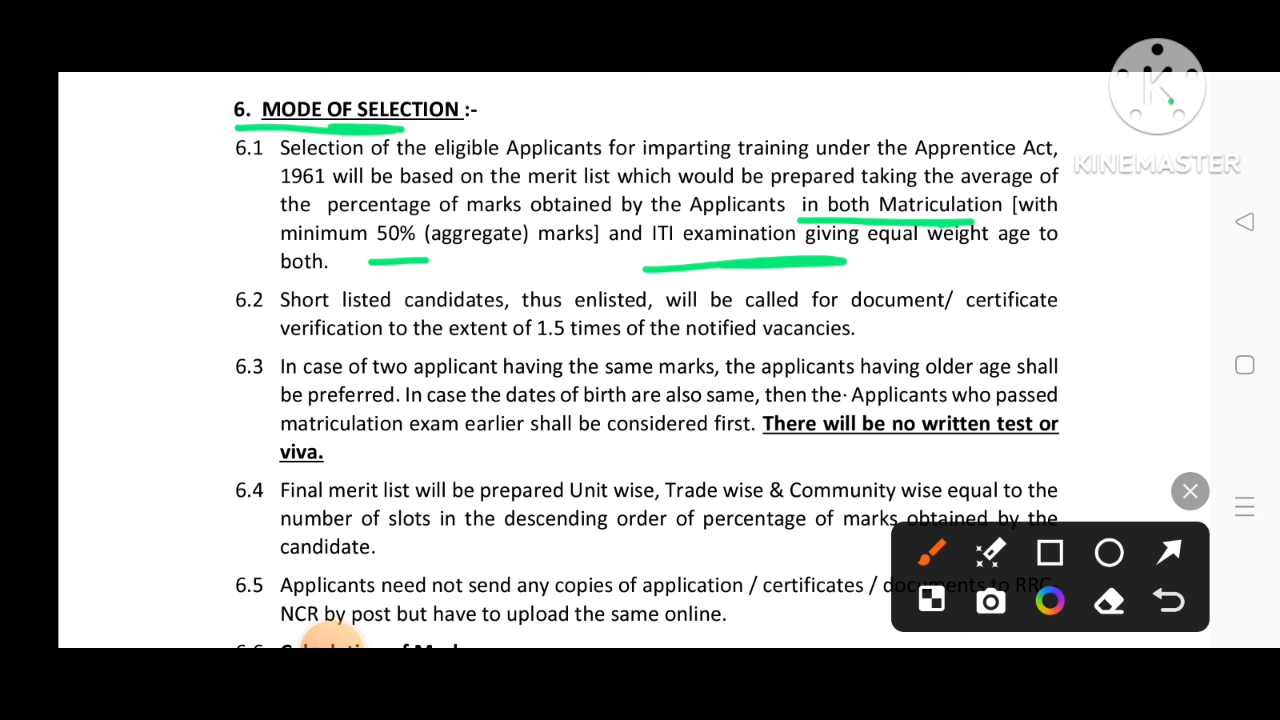 6. MODE OF SELECTION :-
6.1 Selection of the eligible Applicants for imparting training under the Apprentice Act,
1961 will be based on the merit list which would be prepared taking the average of
the percentage of marks obtained by the Applicants in both Matriculation [with
minimum 50% (aggregate) marks] and ITI examination giving equal weight age to
both.
6.2 Short listed candidates, thus enlisted, will be called for document/ certificate
verification to the extent of 1.5 times of the notified vacancies.
6.3 In case of two applicant having the same marks, the applicants having older age shall
be preferred. In case the dates of birth are also same, then the· Applicants who passed
matriculation exam earlier shall be considered first. There will be no written test or
viva.
6.4 Final merit list will be prepared Unit wise, Trade wise & Community wise equal to the
number of slots in the descending order of percentage of marks obtained by the
candidate.
6.5 Applicants need not send any copies of application / certificates / documents to RRC-
NCR by post but have to upload the same online.
K
KINEMASTER